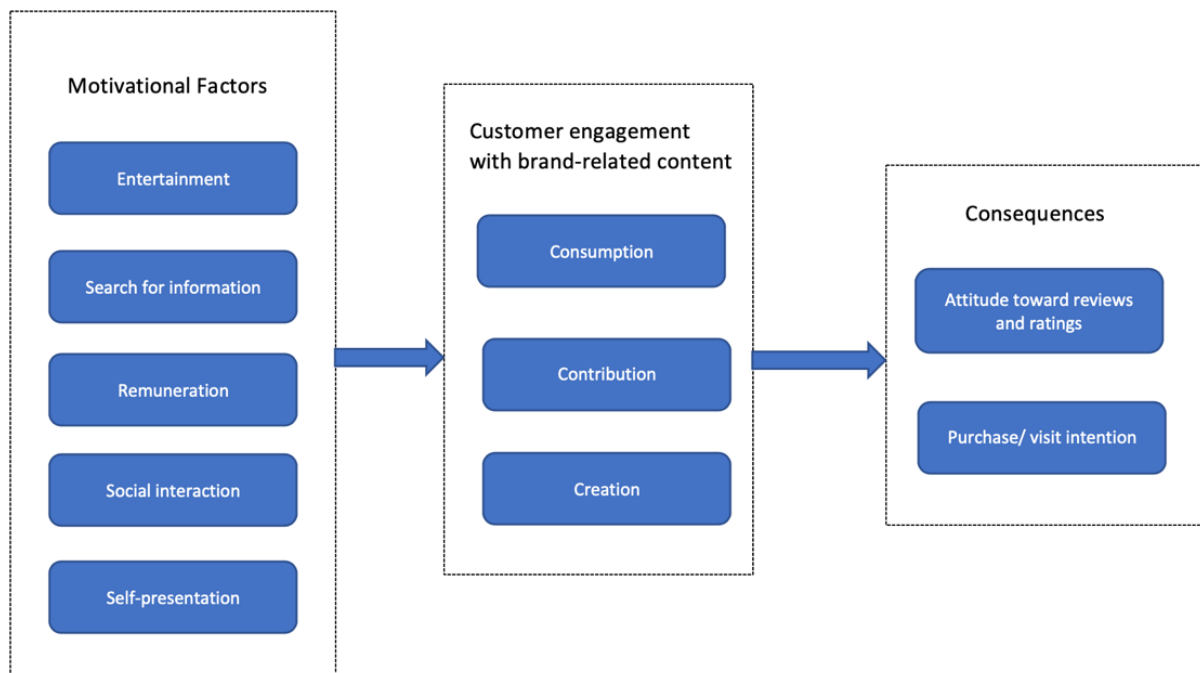 Motivational Factors
Entertainment
Search for information
Remuneration
Social interaction
Self-presentation
Customer engagement
with brand-related content
Consumption
Contribution
Creation
Consequences
Attitude toward reviews
and ratings
Purchase/ visit intention